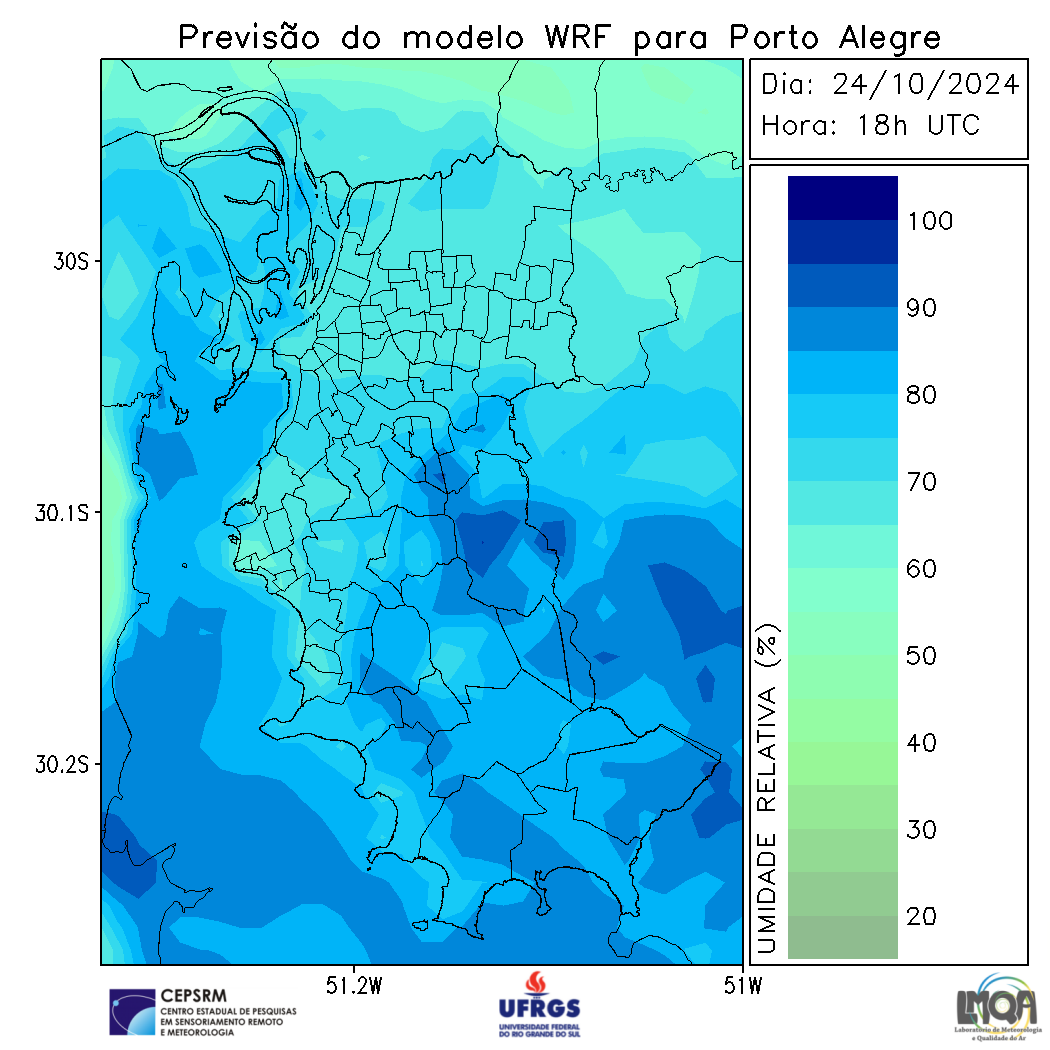 Previsão do modelo WRF para Porto Alegre
Dia: 24/10/2024
Hora: 18h UTC
100
90
80
70
60
50
40
30
20
UMIDADE RELATIVA (%)
30S
30.1S
30.2S
51.2W
51W
CEPSRM
CENTRO ESTADUAL DE PESQUISAS
EM SENSORIAMENTO REMOTO
E METEOROLOGIA
UFRGS
UNIVERSIDADE FEDERAL
DO RIO GRANDE DO SUL
LMQA
Laboratório de Meteorologia
e Qualidade do Ar